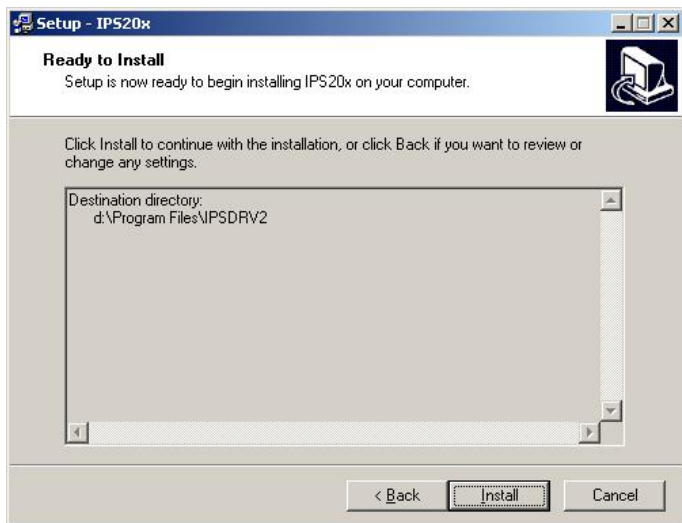 Setup - IPS20x
Ready to Install
Setup is now ready to begin installing IPS20x on your computer.
Click Install to continue with the installation, or click Back if you want to review or
change any settings.
Destination directory:
d:\Program Files\IPSDRV2
< Back
Install
Cancel